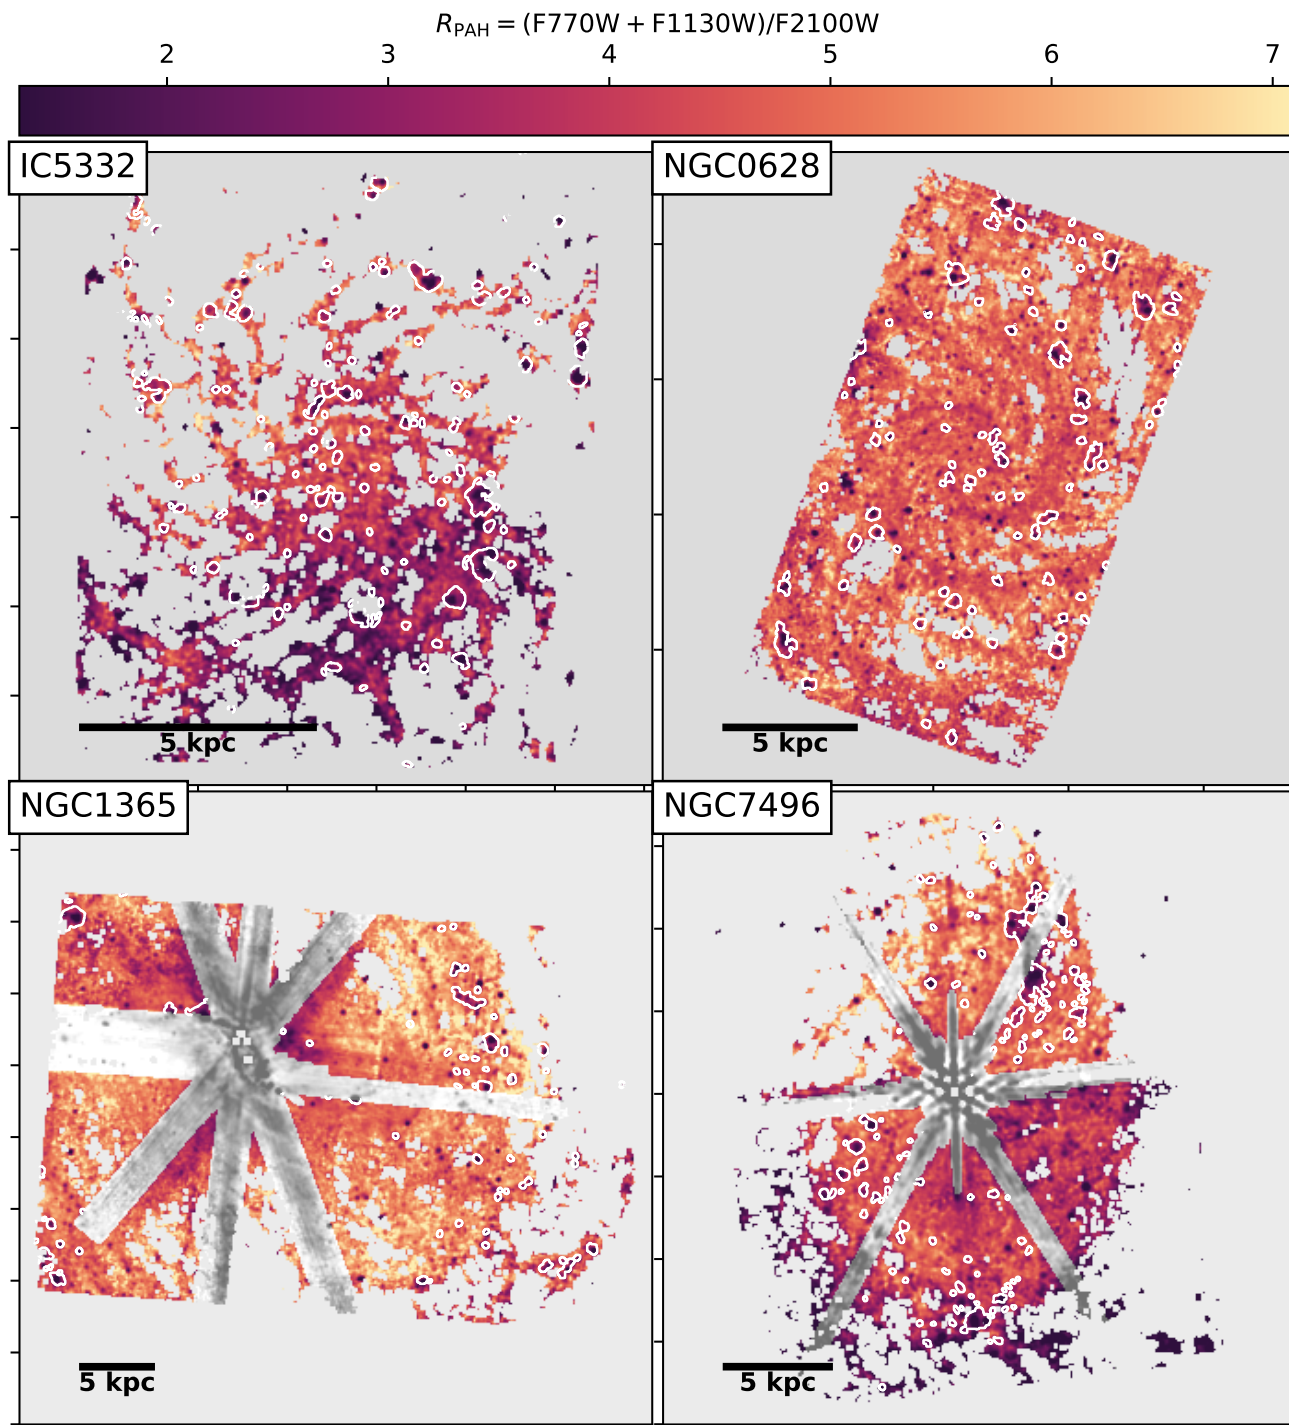 R_PAH = (F770W + F1130W)/F2100W
2 3 4 5 6 7
IC5332
NGC0628
5 kpc
5 kpc
NGC1365
NGC7496
5 kpc
5 kpc